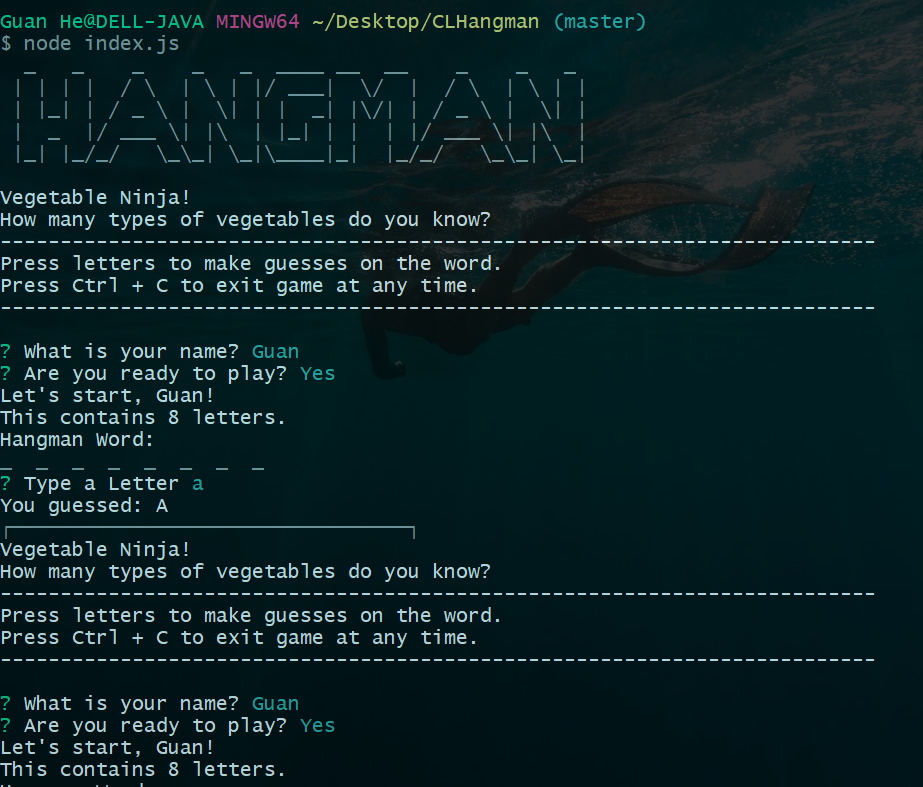 Guan He@DELL-JAVA MINGW64 ~/Desktop/CLHangman (master)
$ node index.js
HANGMAN
Vegetable Ninja!
How many types of vegetables do you know?
-------------------------------------------------------------------------
Press letters to make guesses on the word.
Press Ctrl + C to exit game at any time.
-------------------------------------------------------------------------
? What is your name? Guan
? Are you ready to play? Yes
Let's start, Guan!
This contains 8 letters.
Hangman Word:
_ _ _ _ _ _ _ _
? Type a Letter a
You guessed: A
Vegetable Ninja!
How many types of vegetables do you know?
-------------------------------------------------------------------------
Press letters to make guesses on the word.
Press Ctrl + C to exit game at any time.
-------------------------------------------------------------------------
? What is your name? Guan
? Are you ready to play? Yes
Let's start, Guan!
This contains 8 letters.